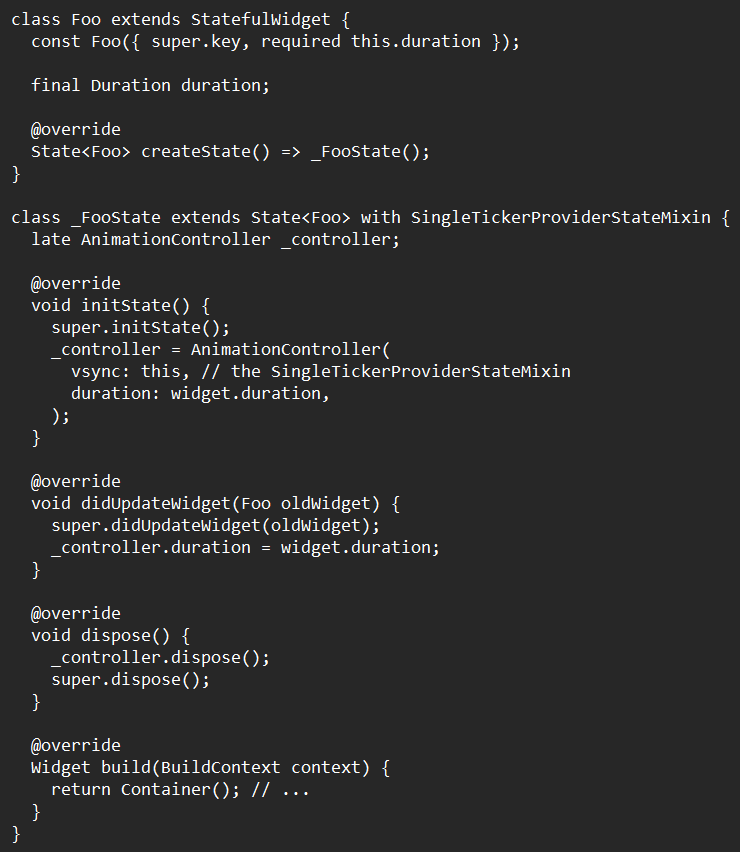 class Foo extends StatefulWidget {
  const Foo({ super.key, required this.duration });

  final Duration duration;

  @override
  State<Foo> createState() => _FooState();
}

class _FooState extends State<Foo> with SingleTickerProviderStateMixin {
  late AnimationController _controller;

  @override
  void initState() {
    super.initState();
    _controller = AnimationController(
      vsync: this, // the SingleTickerProviderStateMixin
      duration: widget.duration,
    );
  }

  @override
  void didUpdateWidget(Foo oldWidget) {
    super.didUpdateWidget(oldWidget);
    _controller.duration = widget.duration;
  }

  @override
  void dispose() {
    _controller.dispose();
    super.dispose();
  }

  @override
  Widget build(BuildContext context) {
    return Container(); // ...
  }
}